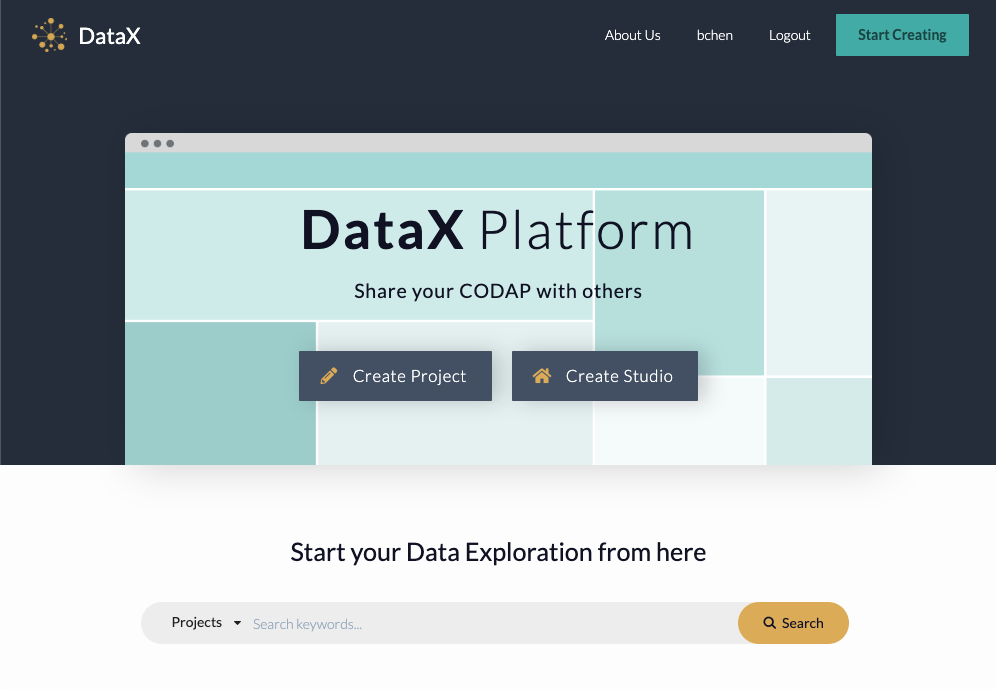 DataX
About Us
bchen
Logout
Start Creating
DataX Platform
Share your CODAP with others
Create Project
Create Studio
Start your Data Exploration from here
Projects
Search keywords...
Search